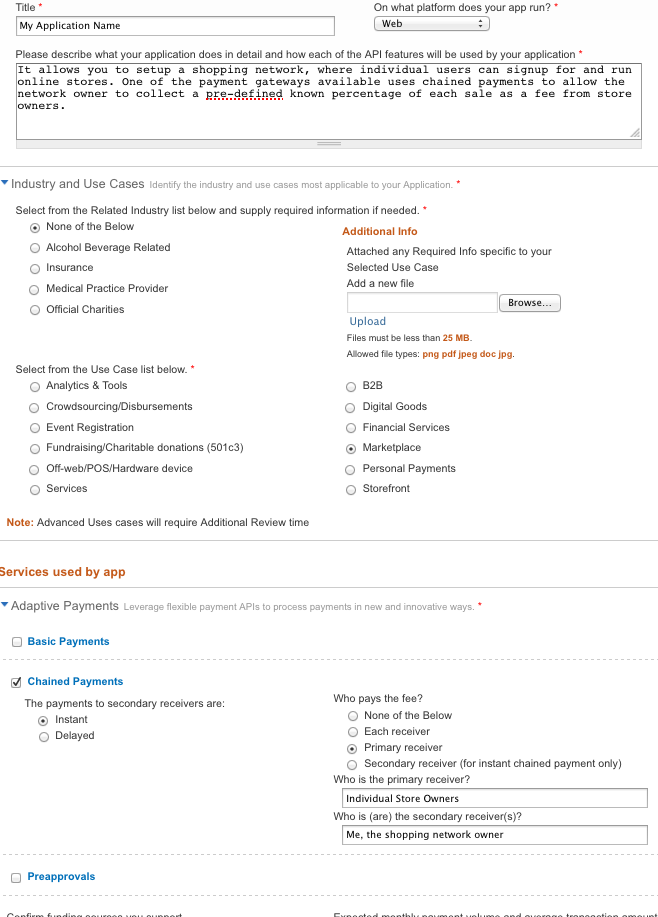 Title *
On what platform does your app run? *
My Application Name
Web
Please describe what your application does in detail and how each of the API features will be used by your application *
It allows you to setup a shopping network, where individual users can signup for and run
online stores. One of the payment gateways available uses chained payments to allow the
network owner to collect a pre-defined known percentage of each sale as a fee from store
owners.
Industry and Use Cases Identify the industry and use cases most applicable to your Application. *
Select from the Related Industry list below and supply required information if needed. *
None of the Below
Alcohol Beverage Related
Insurance
Medical Practice Provider
Official Charities
Additional Info
Attached any Required Info specific to your
Selected Use Case
Add a new file
Browse...
Upload
Files must be less than 25 MB.
Allowed file types: png pdf jpeg doc jpg.
Select from the Use Case list below. *
Analytics & Tools
Crowdsourcing/Disbursements
Event Registration
Fundraising/Charitable donations (501c3)
Off-web/POS/Hardware device
Services
B2B
Digital Goods
Financial Services
Marketplace
Personal Payments
Storefront
Note: Advanced Uses cases will require Additional Review time
Services used by app
Adaptive Payments Leverage flexible payment APIs to process payments in new and innovative ways. *
Basic Payments
Chained Payments
The payments to secondary receivers are:
Instant
Delayed
Who pays the fee?
None of the Below
Each receiver
Primary receiver
Secondary receiver (for instant chained payment only)
Who is the primary receiver?
Individual Store Owners
Who is (are) the secondary receiver(s)?
Me, the shopping network owner
Preapprovals
Confirm funding sources you support
Expected monthly payment volume and average transaction amount